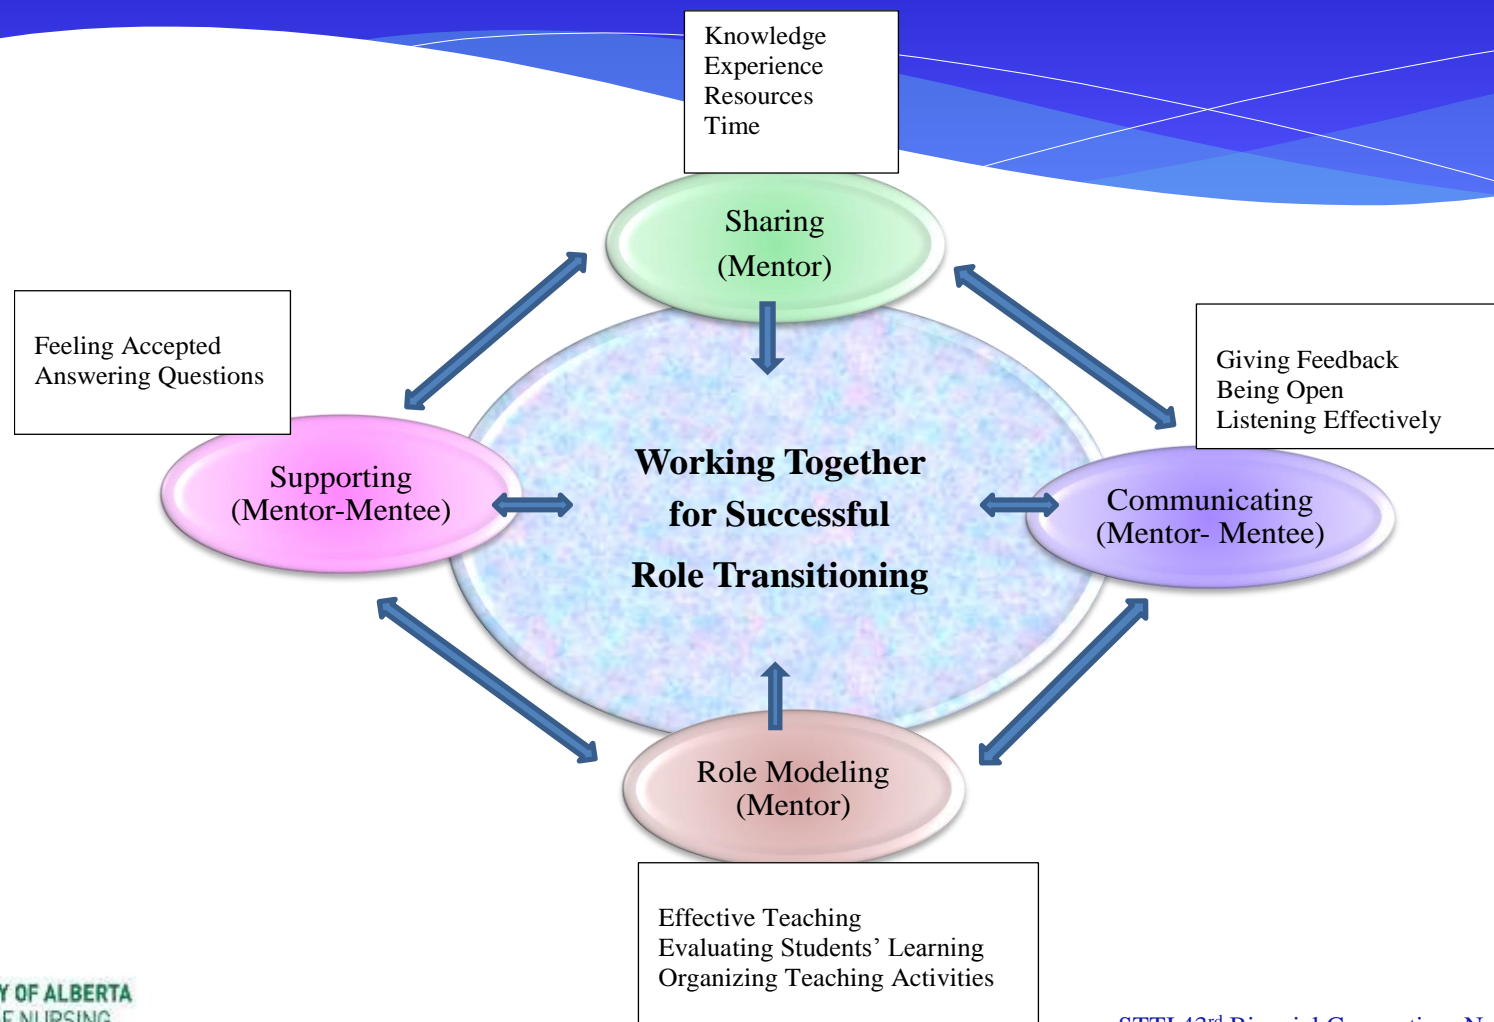 Knowledge
Experience
Resources
Time
Sharing
(Mentor)
Feeling Accepted
Answering Questions
Giving Feedback
Being Open
Listening Effectively
Working Together
for Successful
Role Transitioning
Supporting
(Mentor-Mentee)
Communicating
(Mentor- Mentee)
Role Modeling
(Mentor)
Effective Teaching
Evaluating Students’ Learning
Organizing Teaching Activities
OF ALBERTA
NURSING